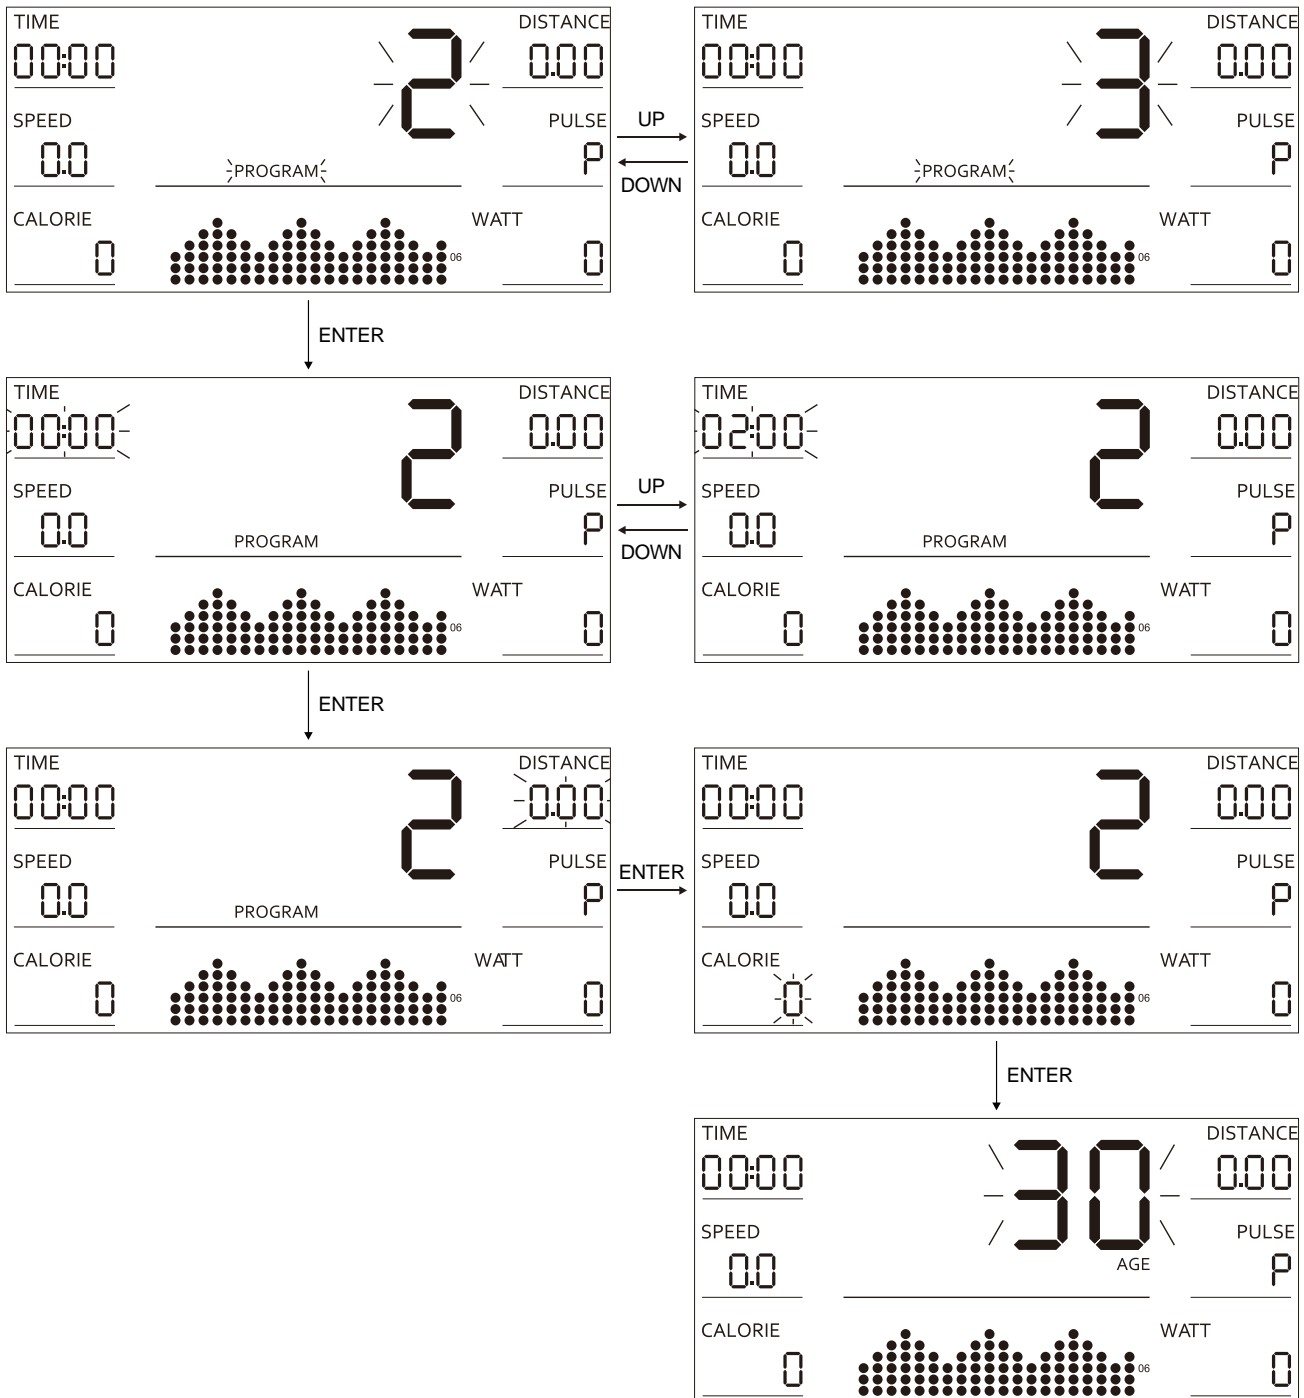 TIME
DISTANCE
00:00
2
0.00
SPEED
PULSE
0.0
P
PROGRAM
CALORIE
WATT
0
06
0
UP
DOWN
TIME
DISTANCE
00:00
3
0.00
SPEED
PULSE
0.0
P
PROGRAM
CALORIE
WATT
0
06
0
ENTER
TIME
DISTANCE
00:00
2
0.00
SPEED
PULSE
0.0
P
PROGRAM
CALORIE
WATT
0
06
0
UP
DOWN
TIME
DISTANCE
02:00
2
0.00
SPEED
PULSE
0.0
P
PROGRAM
CALORIE
WATT
0
06
0
ENTER
TIME
DISTANCE
00:00
2
0.00
SPEED
PULSE
0.0
P
PROGRAM
CALORIE
WATT
0
06
0
ENTER
TIME
DISTANCE
00:00
2
0.00
SPEED
PULSE
0.0
P
CALORIE
WATT
0
06
0
ENTER
TIME
DISTANCE
00:00
30
0.00
SPEED
PULSE
AGE
0.0
P
CALORIE
WATT
0
06
0